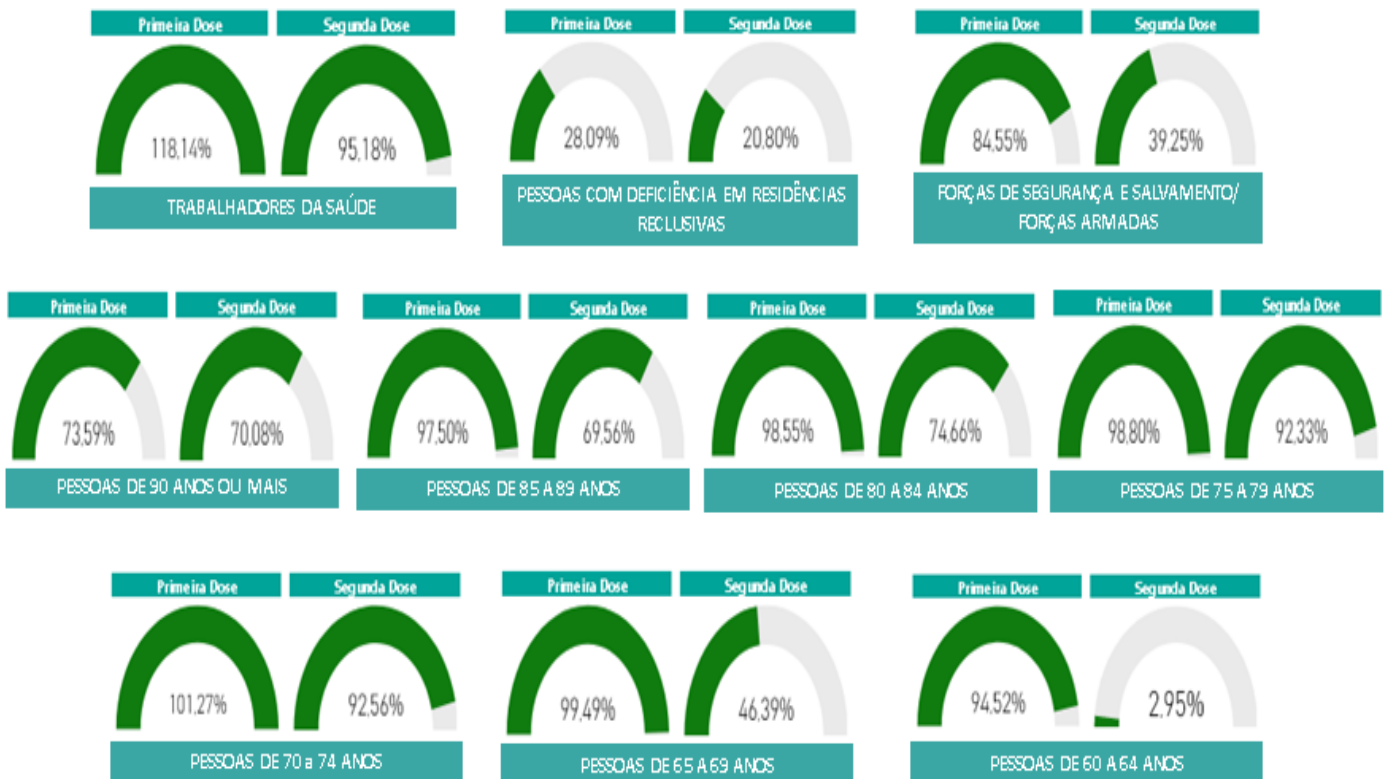 Primeira Dose Segunda Dose
118,14% 95,18%
TRABALHADORES DA SAÚDE
Primeira Dose Segunda Dose
28,09% 20,80%
PESSOAS COM DEFICIÊNCIA EM RESIDÊNCIAS
RECLUSIVAS
Primeira Dose Segunda Dose
84,55% 39,25%
FORÇAS DE SEGURANÇA E SALVAMENTO/
FORÇAS ARMADAS
Primeira Dose Segunda Dose
73,59% 70,08%
PESSOAS DE 90 ANOS OU MAIS
Primeira Dose Segunda Dose
97,50% 69,56%
PESSOAS DE 85 A 89 ANOS
Primeira Dose Segunda Dose
98,55% 74,66%
PESSOAS DE 80 A 84 ANOS
Primeira Dose Segunda Dose
98,80% 92,33%
PESSOAS DE 75 A 79 ANOS
Primeira Dose Segunda Dose
101,27% 92,56%
PESSOAS DE 70 a 74 ANOS
Primeira Dose Segunda Dose
99,49% 46,39%
PESSOAS DE 65 A 69 ANOS
Primeira Dose Segunda Dose
94,52% 2,95%
PESSOAS DE 60 A 64 ANOS